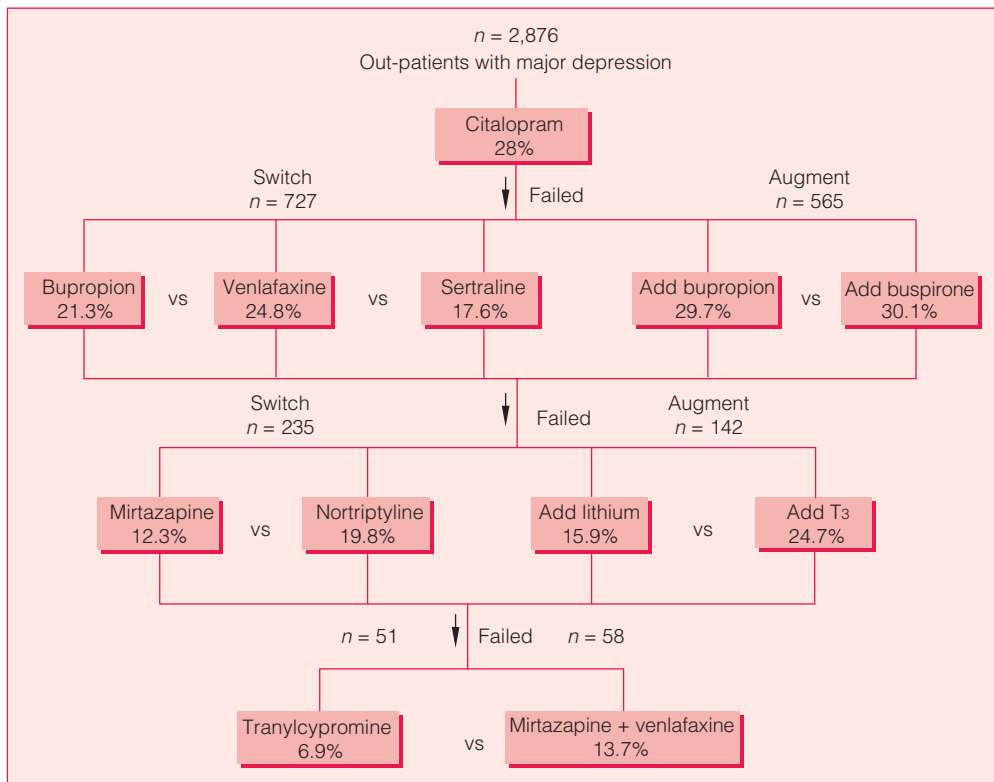 n = 2,876
Out-patients with major depression
Citalopram
28%
Switch
n = 727
Failed
Augment
n = 565
Bupropion
21.3%
vs
Venlafaxine
24.8%
vs
Sertraline
17.6%
Add bupropion
29.7%
vs
Add buspirone
30.1%
Switch
n = 235
Failed
Augment
n = 142
Mirtazapine
12.3%
vs
Nortriptyline
19.8%
Add lithium
15.9%
vs
Add T3
24.7%
n = 51
Failed
n = 58
Tranylcypromine
6.9%
vs
Mirtazapine + venlafaxine
13.7%